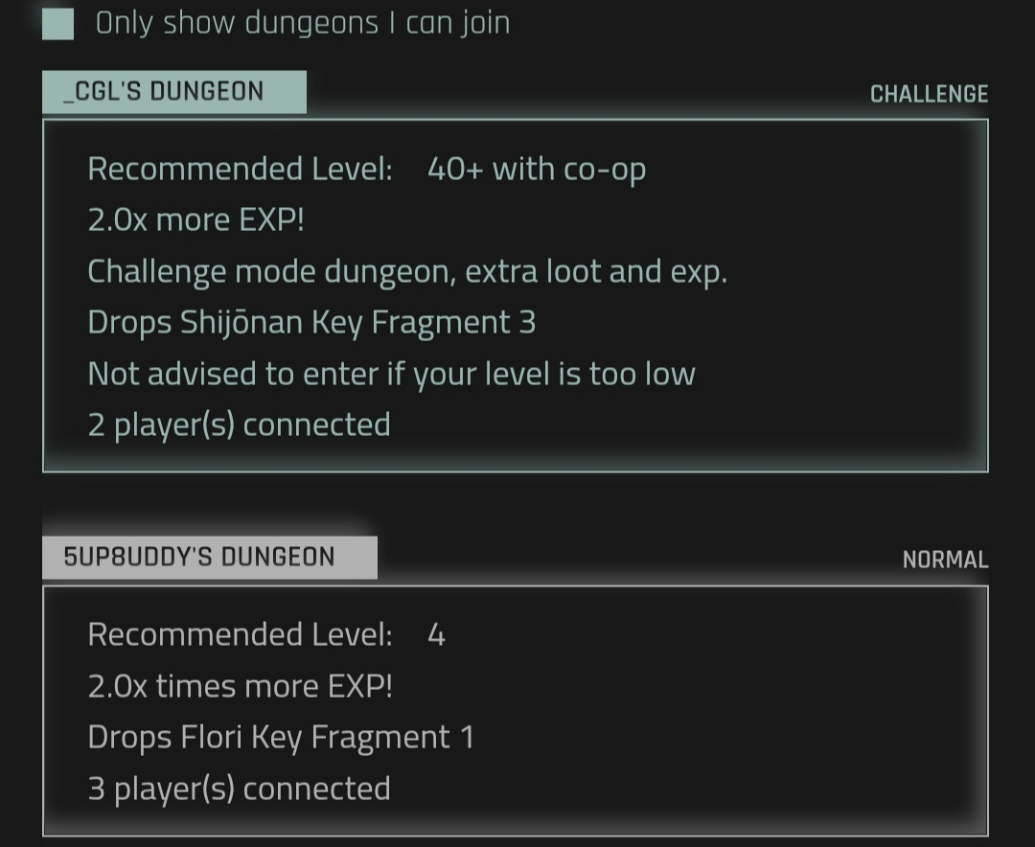 Only show dungeons I can join
_CGL'S DUNGEON
CHALLENGE
Recommended Level: 40+ with co-op
2.0x more EXP!
Challenge mode dungeon, extra loot and exp.
Drops Shijōnan Key Fragment 3
Not advised to enter if your level is too low
2 player(s) connected
5UP8UDDY'S DUNGEON
NORMAL
Recommended Level: 4
2.0x times more EXP!
Drops Flori Key Fragment 1
3 player(s) connected